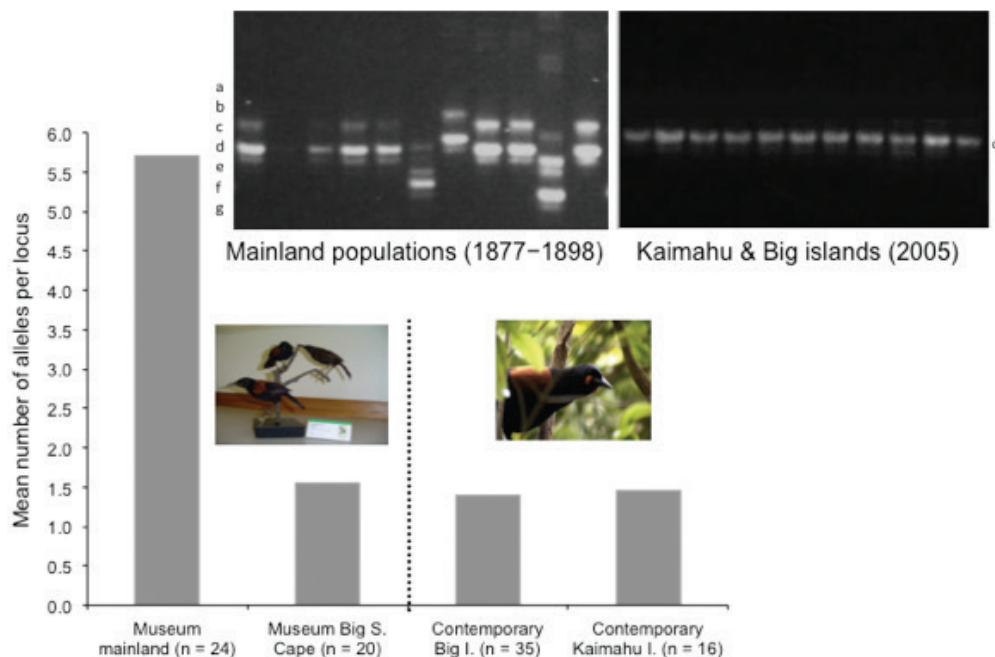 a
b
c
d
e
f
g
Mainland populations (1877–1898)
Kaimahu & Big islands (2005)
Mean number of alleles per locus
6.0
5.5
5.0
4.5
4.0
3.5
3.0
2.5
2.0
1.5
1.0
0.5
0.0
Museum
mainland (n = 24)
Museum Big S.
Cape (n = 20)
Contemporary
Big I. (n = 35)
Contemporary
Kaimahu I. (n = 16)